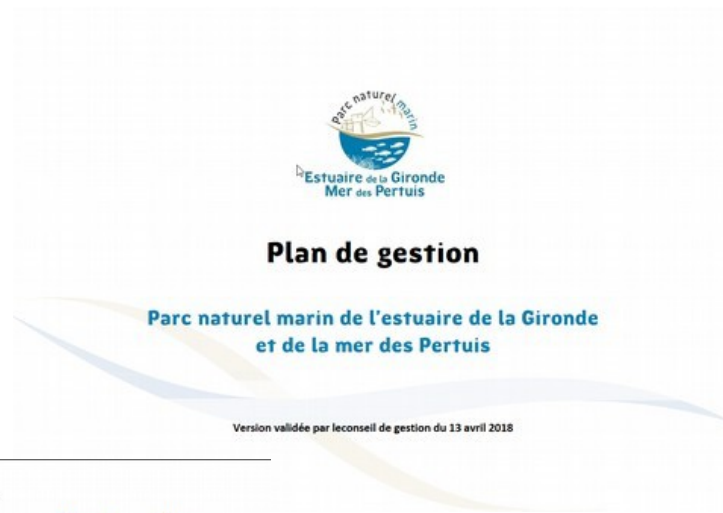 Parc naturel marin
Estuaire de la Gironde
Mer des Pertuis
Plan de gestion
Parc naturel marin de l'estuaire de la Gironde
et de la mer des Pertuis
Version validée par leconseil de gestion du 13 avril 2018